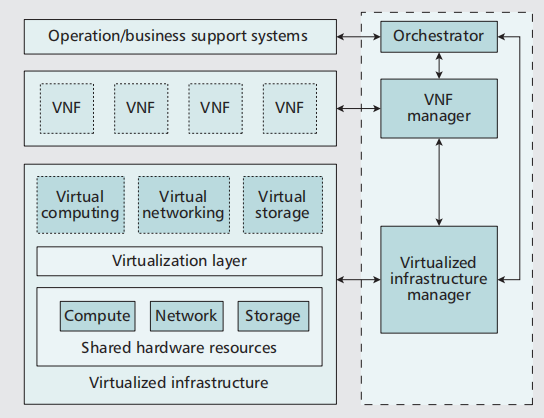 Operation/business support systems
Orchestrator
VNF
VNF
VNF
VNF
VNF
manager
Virtual
computing
Virtual
networking
Virtual
storage
Virtualization layer
Compute
Network
Storage
Shared hardware resources
Virtualized infrastructure
Virtualized
infrastructure
manager